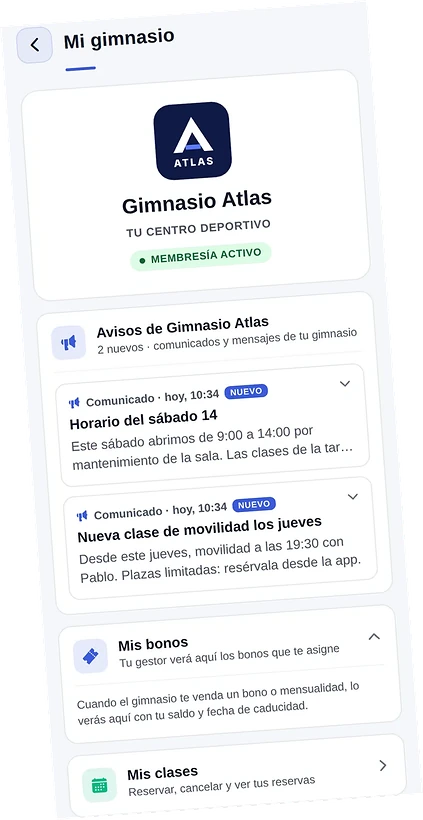 Mi gimnasio
ATLAS
Gimnasio Atlas
TU CENTRO DEPORTIVO
MEMBRESÍA ACTIVO
Avisos de Gimnasio Atlas
2 nuevos · comunicados y mensajes de tu gimnasio
Comunicado · hoy, 10:34 NUEVO
Horario del sábado 14
Este sábado abrimos de 9:00 a 14:00 por
mantenimiento de la sala. Las clases de la tar…
Comunicado · hoy, 10:34 NUEVO
Nueva clase de movilidad los jueves
Desde este jueves, movilidad a las 19:30 con
Pablo. Plazas limitadas: resérvala desde la app.
Mis bonos
Tu gestor verá aquí los bonos que te asigne
Cuando el gimnasio te venda un bono o mensualidad, lo
verás aquí con tu saldo y fecha de caducidad.
Mis clases
Reservar, cancelar y ver tus reservas